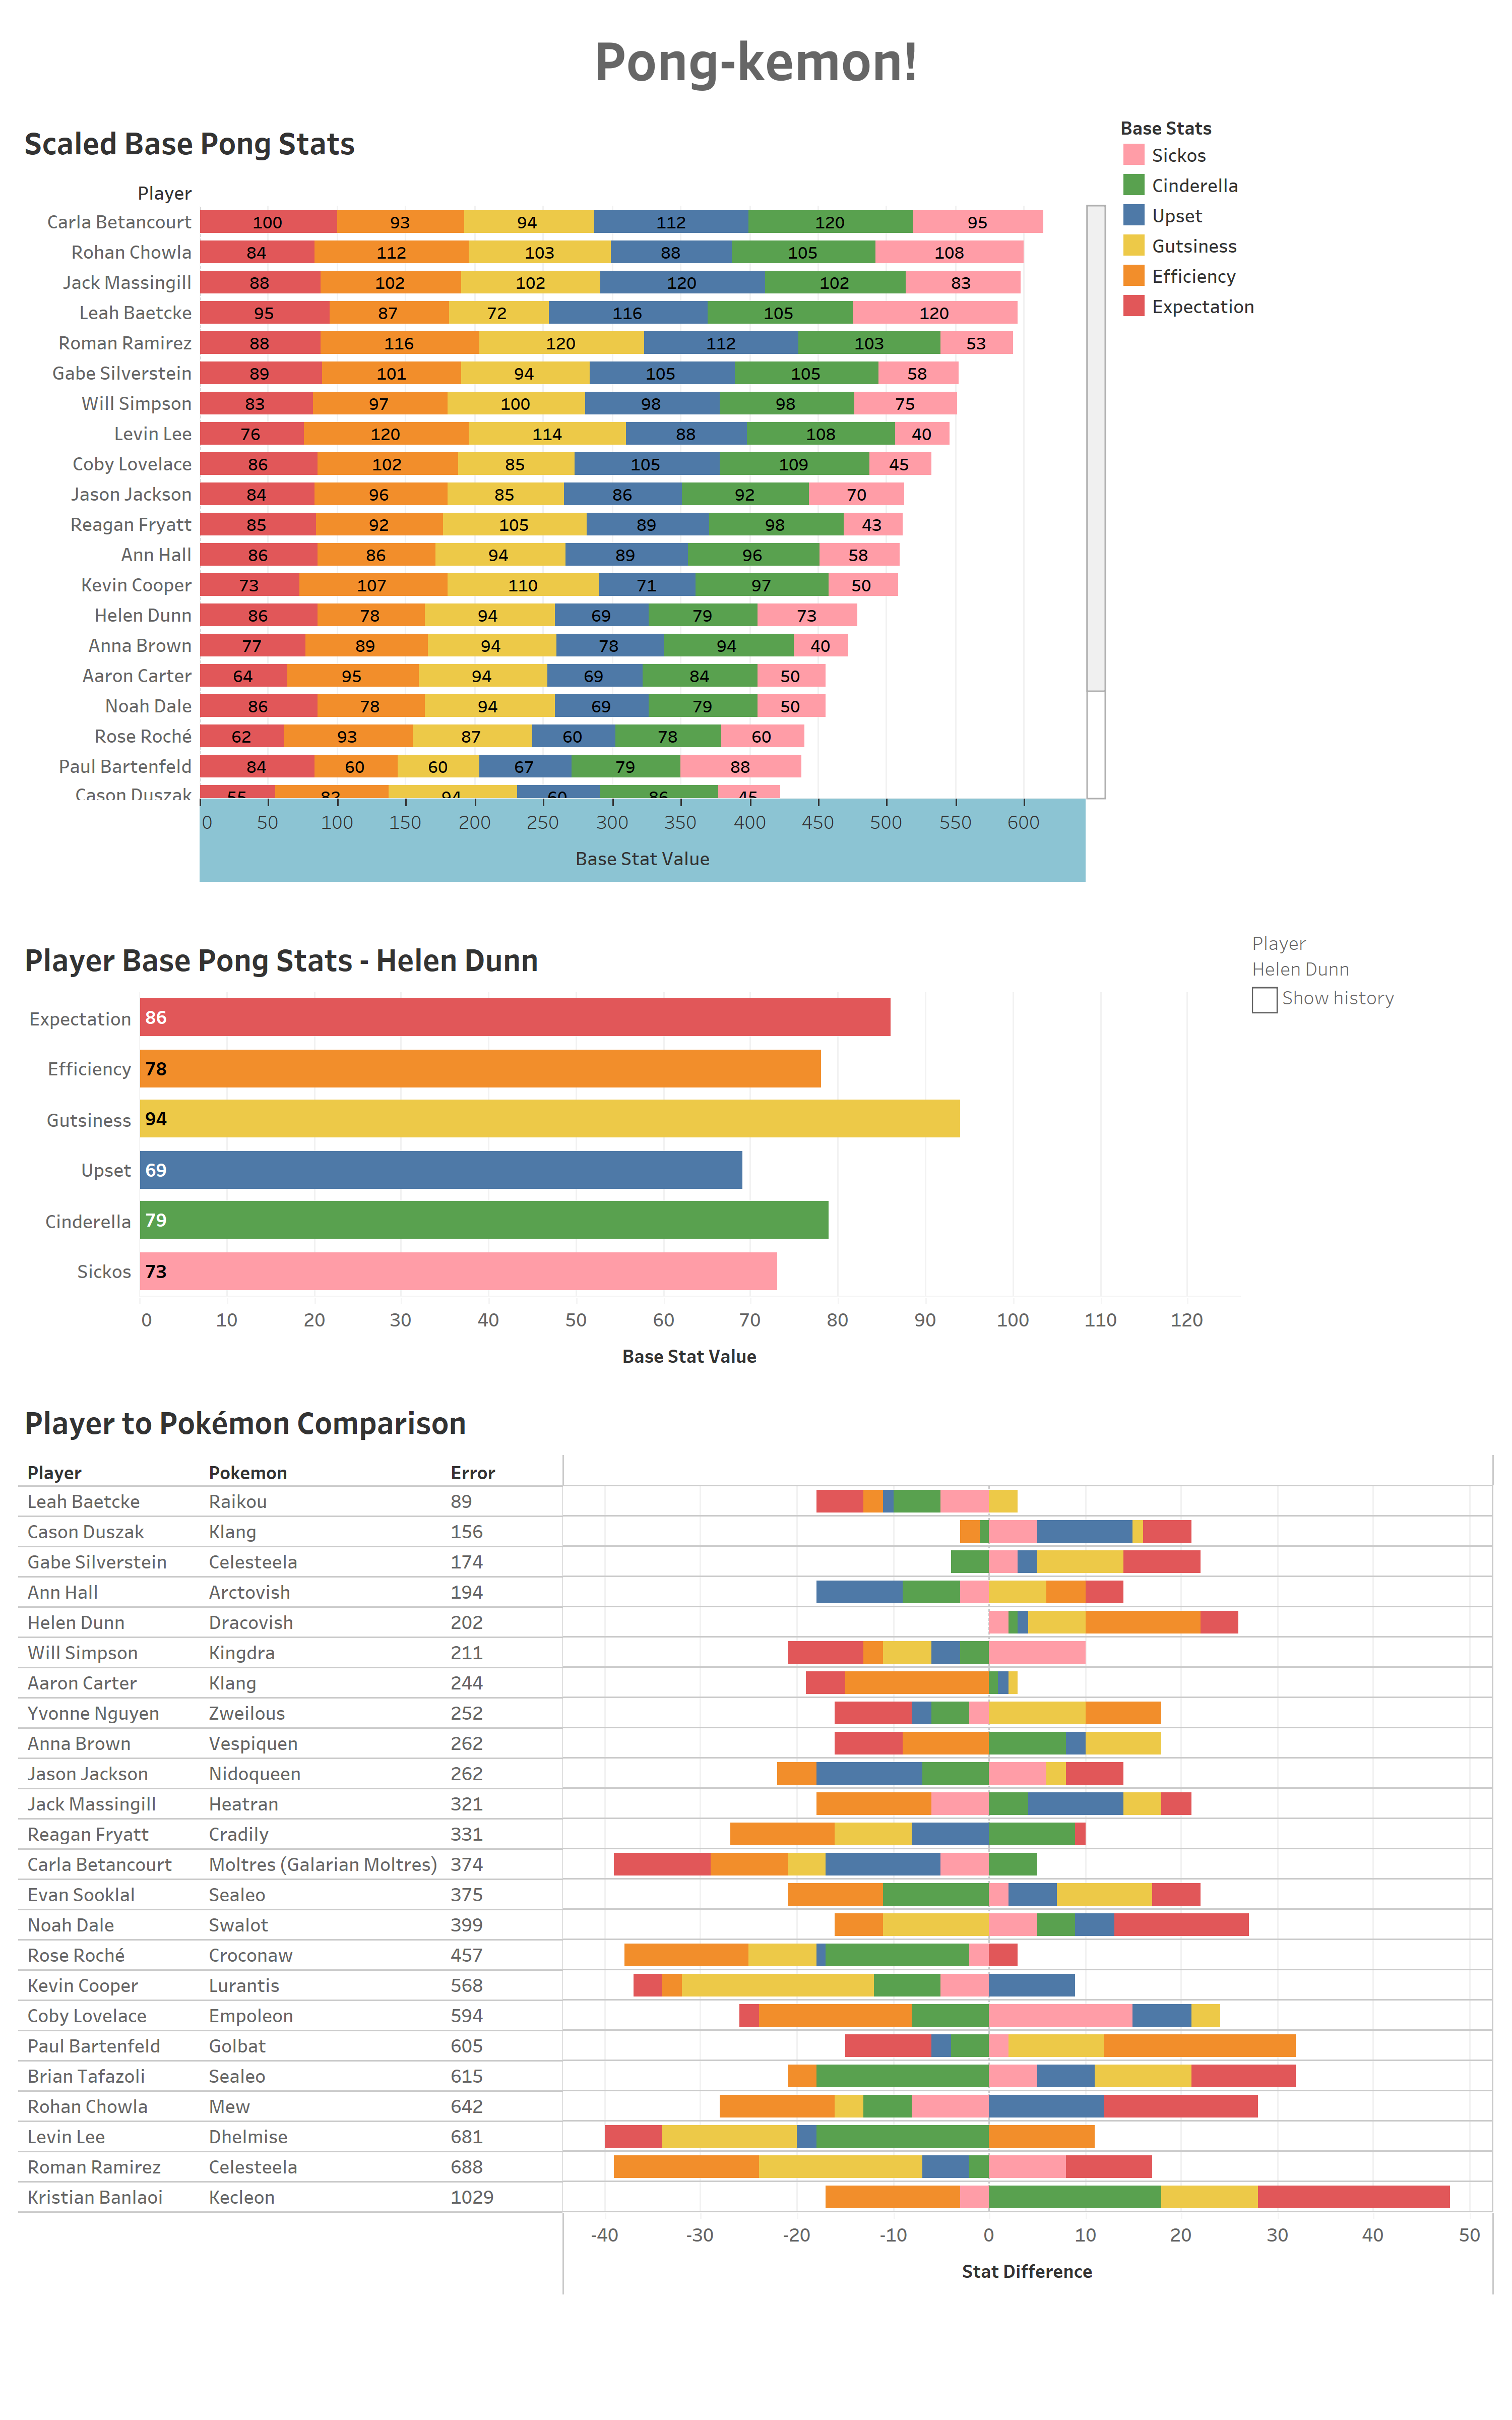 Pong-kemon!
Scaled Base Pong Stats
Base Stats
Sickos
Cinderella
Upset
Gutsiness
Efficiency
Expectation
Player
Carla Betancourt 100 93 94 112 120 95
Rohan Chowla 84 112 103 88 105 108
Jack Massingill 88 102 102 120 102 83
Leah Baetcke 95 87 72 116 105 120
Roman Ramirez 88 116 120 112 103 53
Gabe Silverstein 89 101 94 105 105 58
Will Simpson 83 97 100 98 98 75
Levin Lee 76 120 114 88 108 40
Coby Lovelace 86 102 85 105 109 45
Jason Jackson 84 96 85 86 92 70
Reagan Fryatt 85 92 105 89 98 43
Ann Hall 86 86 94 89 96 58
Kevin Cooper 73 107 110 71 97 50
Helen Dunn 86 78 94 69 79 73
Anna Brown 77 89 94 78 94 40
Aaron Carter 64 95 94 69 84 50
Noah Dale 86 78 94 69 79 50
Rose Roché 62 93 87 60 78 60
Paul Bartenfeld 84 60 60 67 79 88
Cason Duszak 55 82 94 60 86 45
0 50 100 150 200 250 300 350 400 450 500 550 600
Base Stat Value
Player Base Pong Stats - Helen Dunn
Player
Helen Dunn
Show history
Expectation 86
Efficiency 78
Gutsiness 94
Upset 69
Cinderella 79
Sickos 73
0 10 20 30 40 50 60 70 80 90 100 110 120
Base Stat Value
Player to Pokémon Comparison
Player Pokemon Error
Leah Baetcke Raikou 89
Cason Duszak Klang 156
Gabe Silverstein Celesteela 174
Ann Hall Arctovish 194
Helen Dunn Dracovish 202
Will Simpson Kingdra 211
Aaron Carter Klang 244
Yvonne Nguyen Zweilous 252
Anna Brown Vespiquen 262
Jason Jackson Nidoqueen 262
Jack Massingill Heatran 321
Reagan Fryatt Cradily 331
Carla Betancourt Moltres (Galarian Moltres) 374
Evan Sooklal Sealeo 375
Noah Dale Swalot 399
Rose Roché Croconaw 457
Kevin Cooper Lurantis 568
Coby Lovelace Empoleon 594
Paul Bartenfeld Golbat 605
Brian Tafazoli Sealeo 615
Rohan Chowla Mew 642
Levin Lee Dhelmise 681
Roman Ramirez Celesteela 688
Kristian Banlaoi Kecleon 1029
-40 -30 -20 -10 0 10 20 30 40 50
Stat Difference